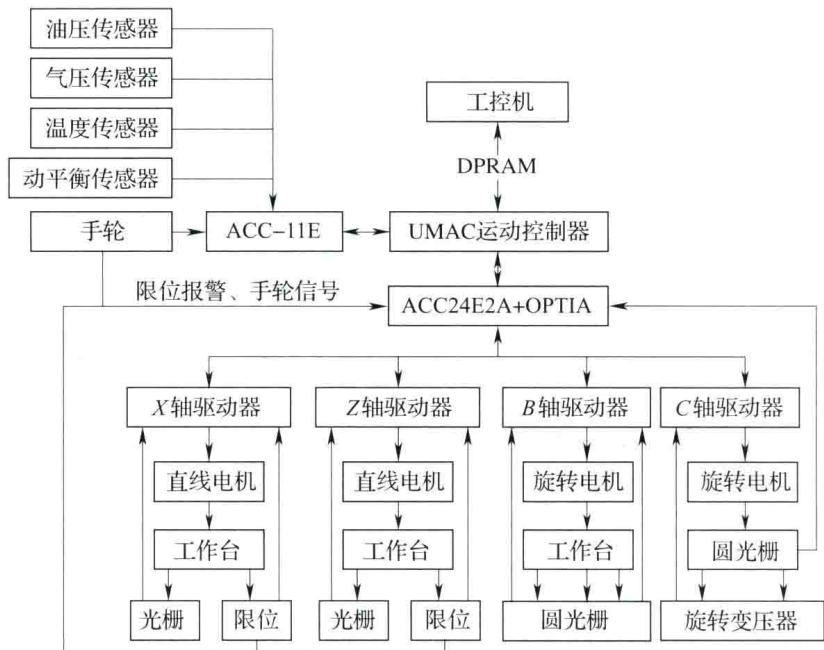 油压传感器
气压传感器
温度传感器
动平衡传感器
工控机
DPRAM
手轮
ACC-11E
UMAC运动控制器
限位报警、手轮信号
ACC24E2A+OPTIA
X轴驱动器
Z轴驱动器
B轴驱动器
C轴驱动器
直线电机
直线电机
旋转电机
旋转电机
工作台
工作台
工作台
圆光栅
光栅
限位
光栅
限位
圆光栅
旋转变压器